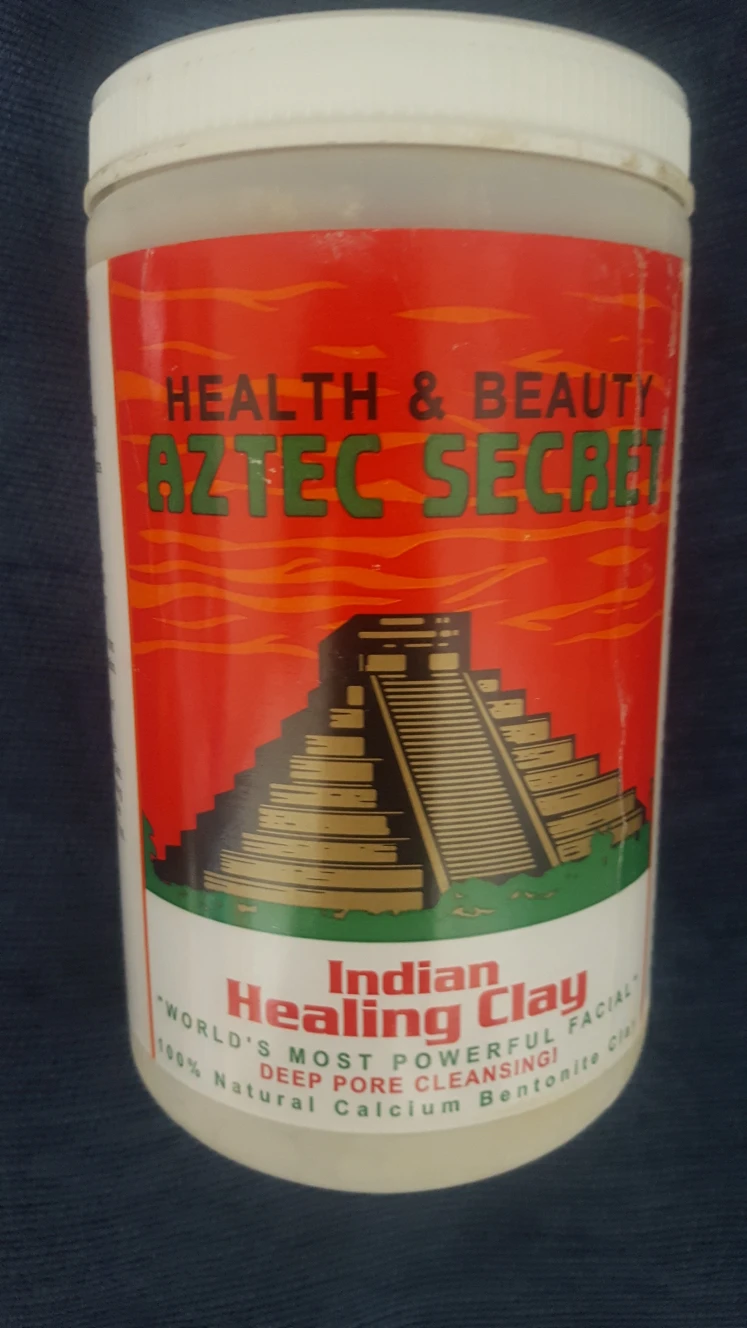 HEALTH & BEAUTY
AZTEC SECRET
Indian
Healing Clay
"WORLD'S MOST POWERFUL FACIAL"
DEEP PORE CLEANSING!
100% Natural Calcium Bentonite Clay